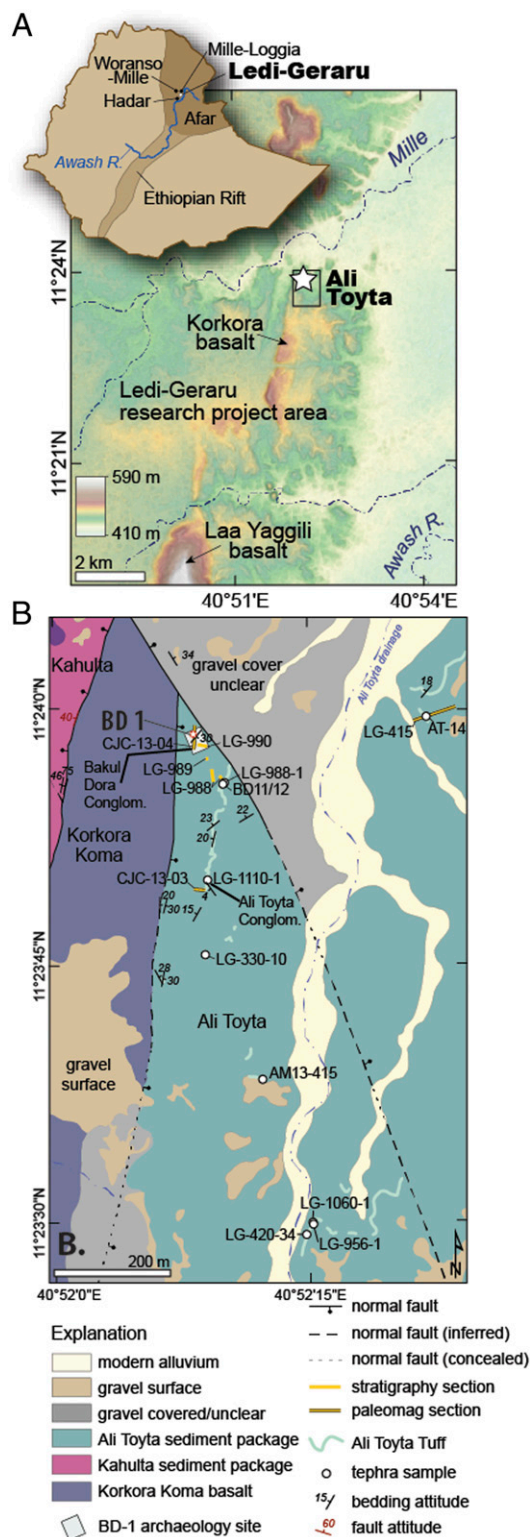 A
Mille-Loggia
Woranso
-Mille
Ledi-Geraru
Hadar
Afar
Awash R.
Ethiopian Rift
Mille
11°24'N
Ali
Toyta
Korkora
basalt
Ledi-Geraru
research project area
11°21'N
590 m
410 m
2 km
Laa Yaggili
basalt
Awash R.
40°51'E
40°54'E
B
Kahulta
34
gravel cover
unclear
Ali Toyta drainage
18
11°24'0"N
40
BD 1
30
CJC-13-04
LG-990
LG-415
AT-14
Bakul
Dora
Conglom.
LG-989
LG-988-1
LG-988
BD11/12
46
75
23
22
20
Korkora
Koma
CJC-13-03
LG-1110-1
4
Ali Toyta
Conglom.
20
30
15
11°23'45"N
LG-330-10
28
30
Ali Toyta
gravel
surface
AM13-415
11°23'30"N
LG-1060-1
LG-420-34
LG-956-1
B.
200 m
N
40°52'0"E
40°52'15"E
Explanation
modern alluvium
gravel surface
gravel covered/unclear
Ali Toyta sediment package
Kahulta sediment package
Korkora Koma basalt
BD-1 archaeology site
normal fault
normal fault (inferred)
normal fault (concealed)
stratigraphy section
paleomag section
Ali Toyta Tuff
tephra sample
15
bedding attitude
60
fault attitude